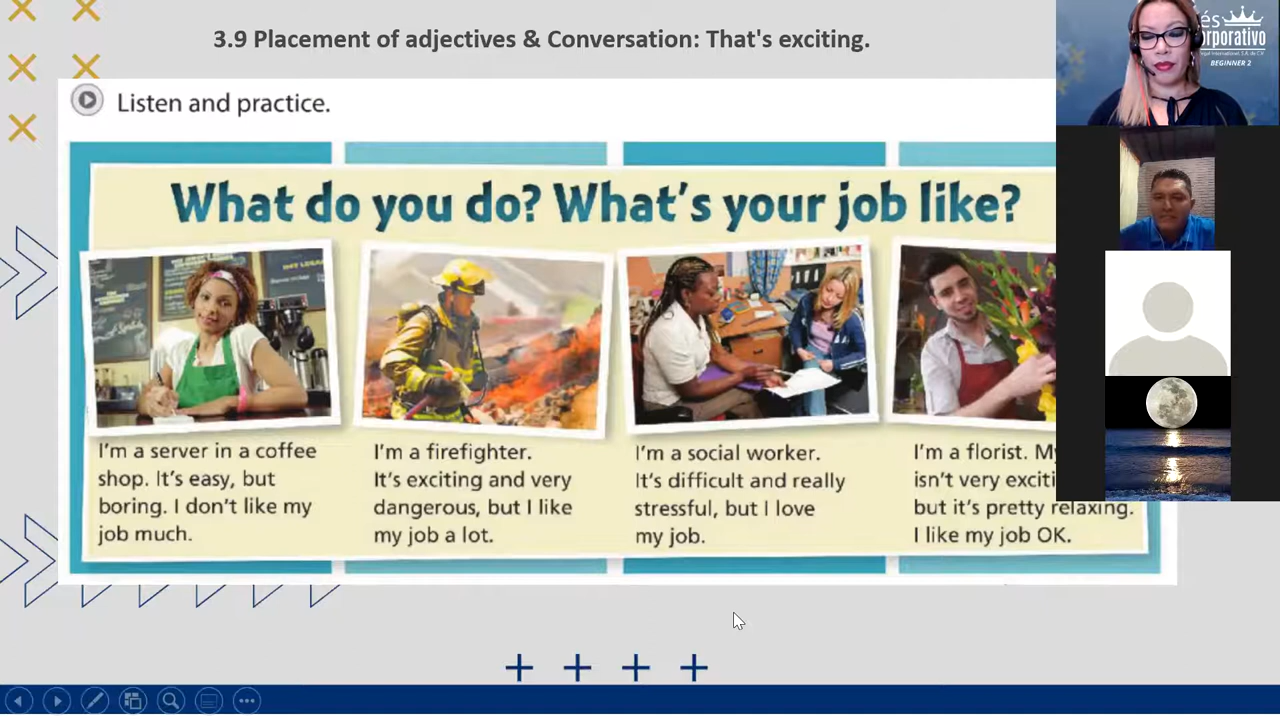 3.9 Placement of adjectives & Conversation: That's exciting.
Listen and practice.
What do you do? What's your job like?
I'm a server in a coffee
shop. It's easy, but
boring. I don't like my
job much.
I'm a firefighter.
It's exciting and very
dangerous, but I like
my job a lot.
I'm a social worker.
It's difficult and really
stressful, but I love
my job.
I'm a florist.
isn't very
but it's pretty relaxing.
I like my job OK.
BEGINNER 2